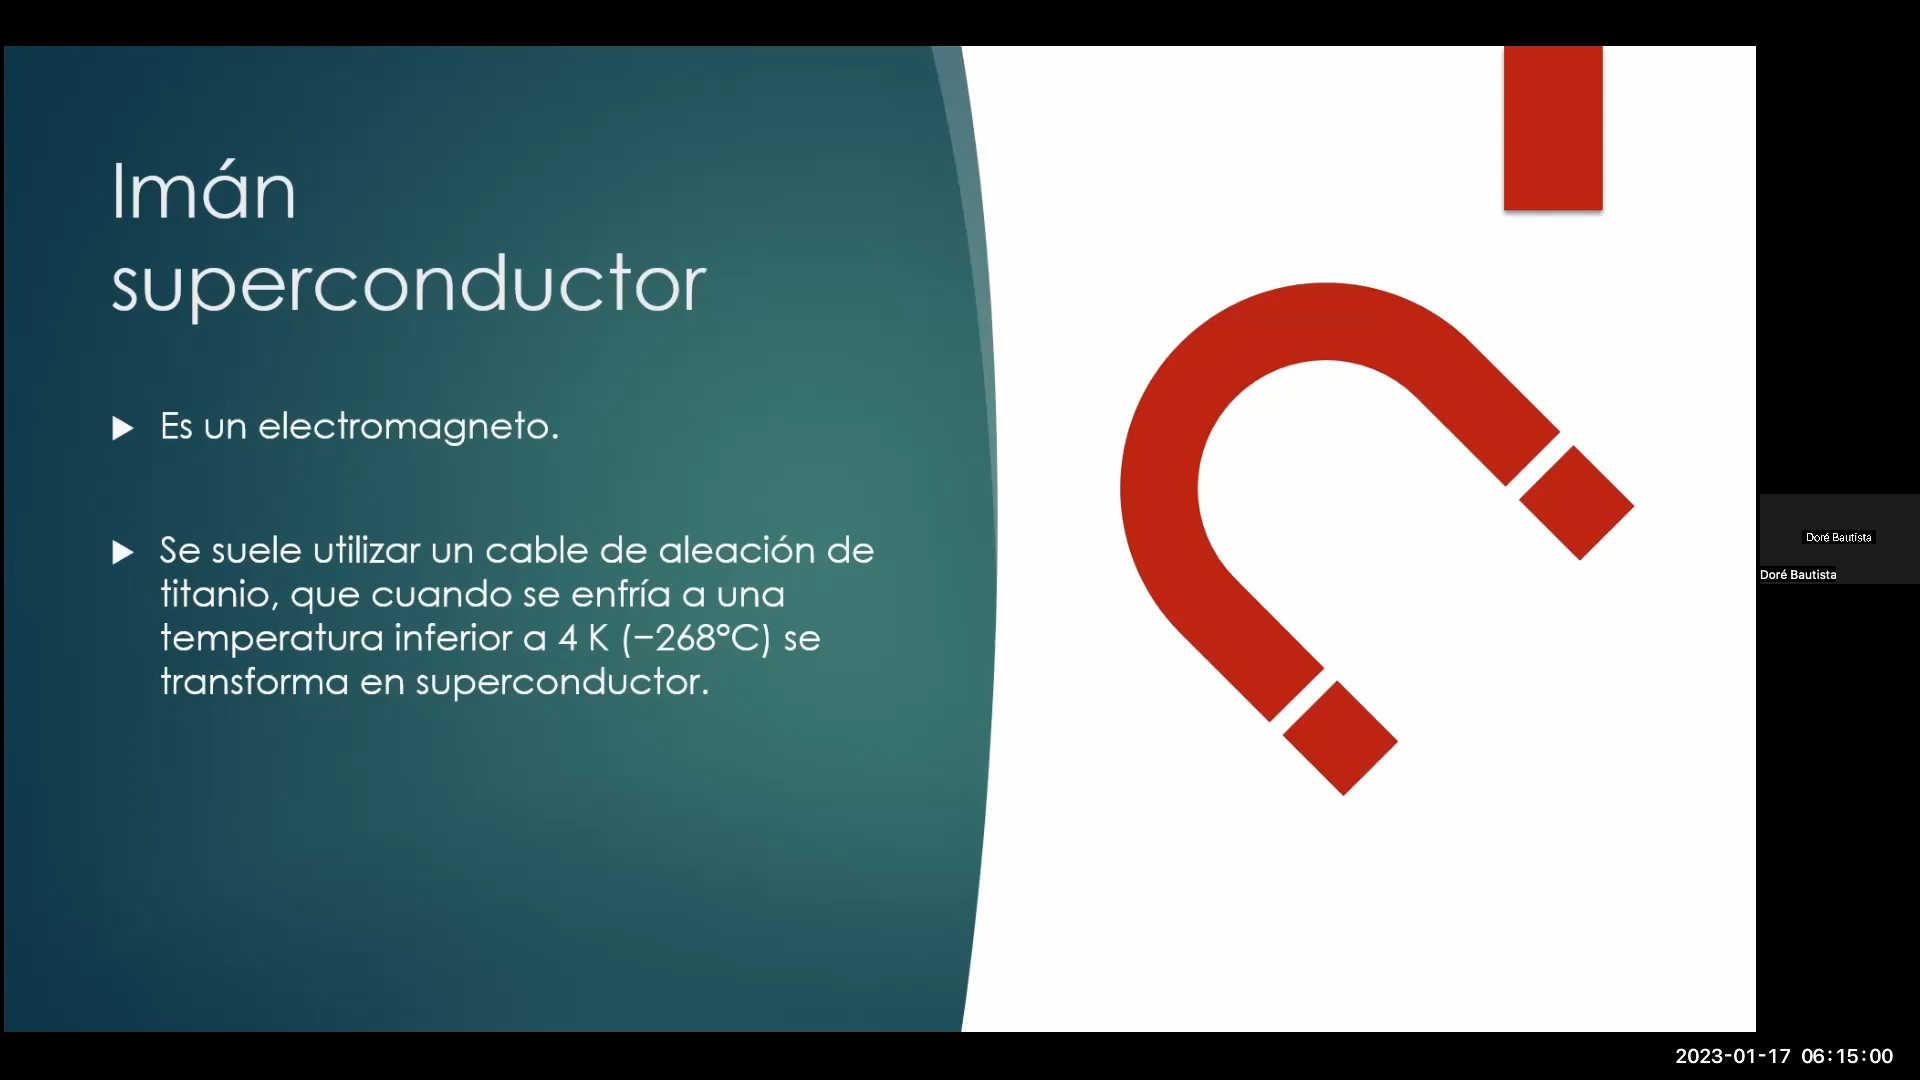 Imán
superconductor
Es un electromagneto.
Se suele utilizar un cable de aleación de
titanio, que cuando se enfría a una
temperatura inferior a 4 K (−268°C) se
transforma en superconductor.
Doré Bautista
Doré Bautista
2023-01-17 06:15:00